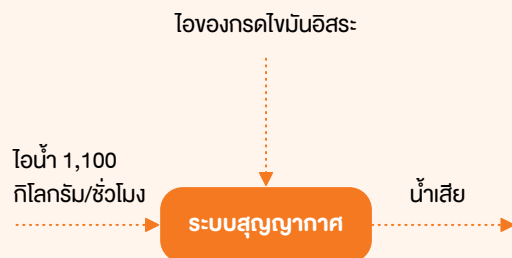 ไอของกรดไขมันอิสระ
ไอน้ำ 1,100
กิโลกรัม/ชั่วโมง
ระบบสุญญากาศ
น้ำเสีย